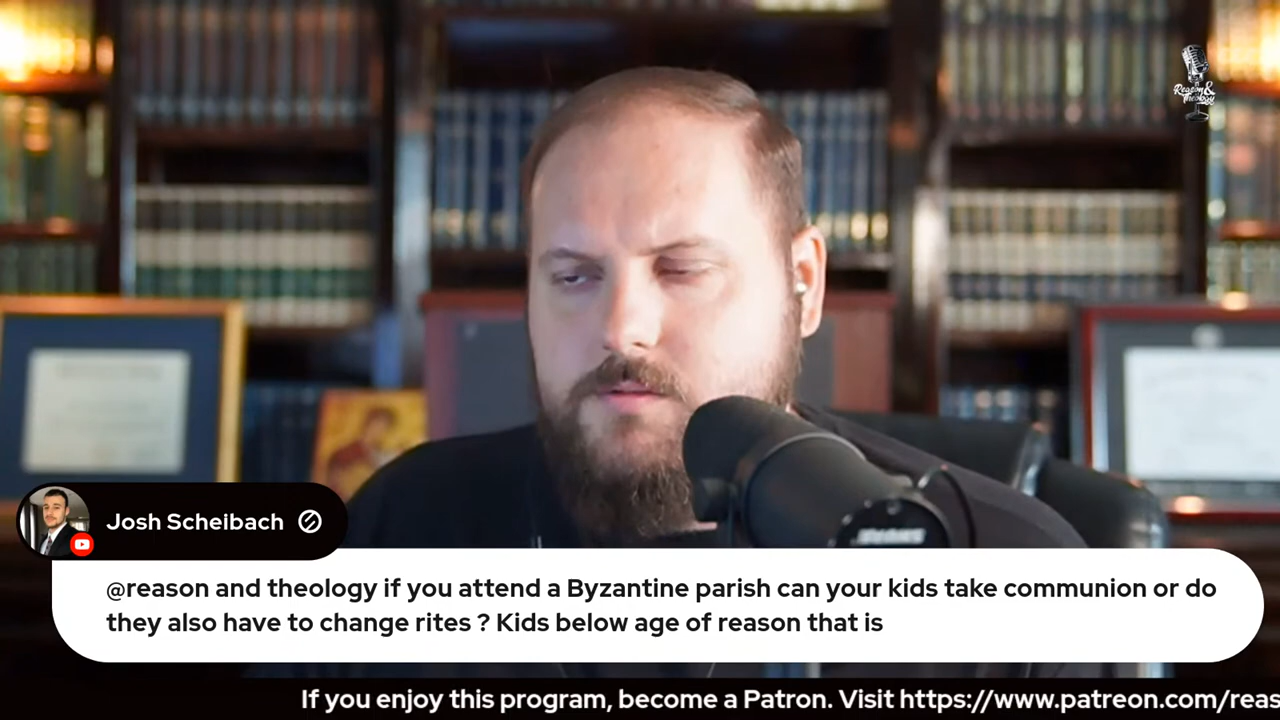 Reason &
Theology
Josh Scheibach
@reason and theology if you attend a Byzantine parish can your kids take communion or do
they also have to change rites ? Kids below age of reason that is
If you enjoy this program, become a Patron. Visit https://www.patreon.com/reas